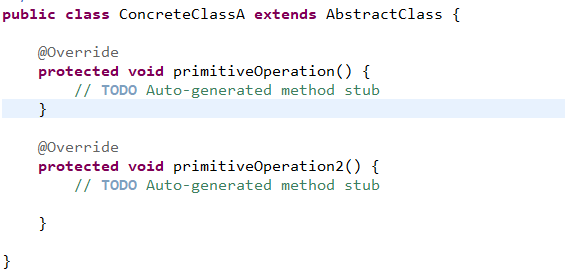 public class ConcreteClassA extends AbstractClass {
@Override
protected void primitiveOperation() {
// TODO Auto-generated method stub
}
@Override
protected void primitiveOperation2() {
// TODO Auto-generated method stub
}
}